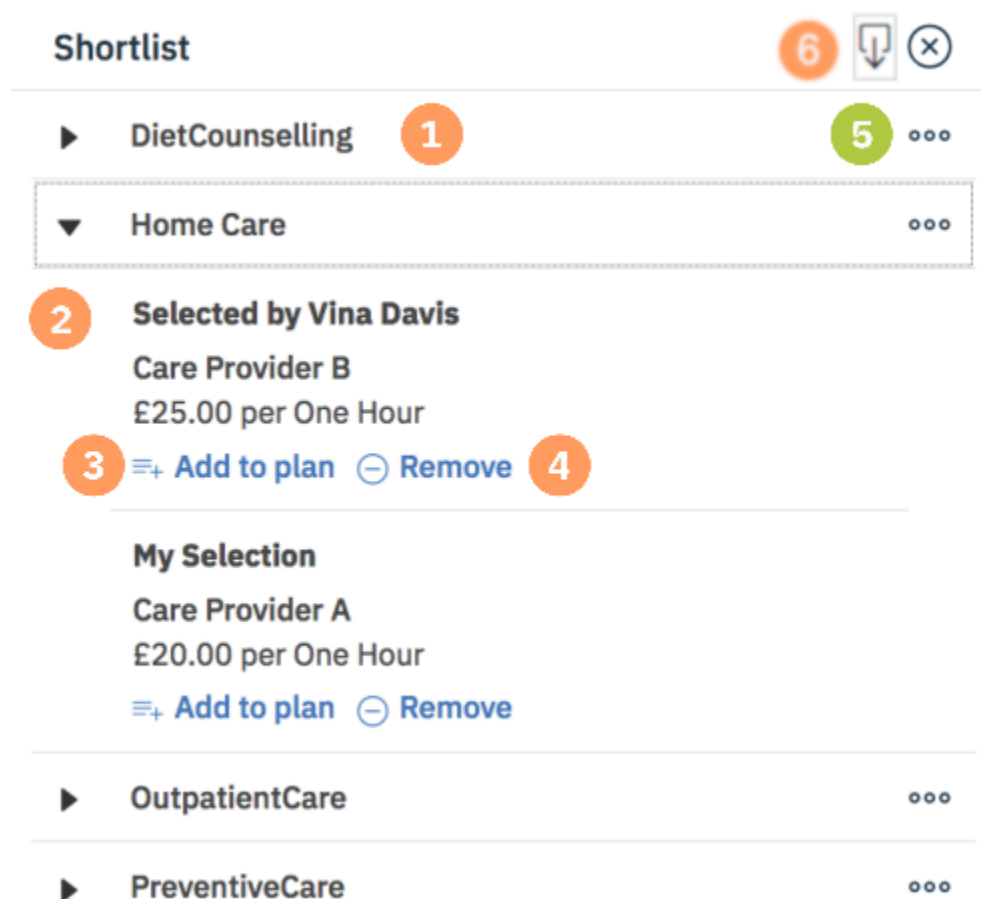 Shortlist 6
DietCounselling 1 5
Home Care
2 Selected by Vina Davis
Care Provider B
£25.00 per One Hour
3 Add to plan Remove 4
My Selection
Care Provider A
£20.00 per One Hour
Add to plan Remove
OutpatientCare
PreventiveCare